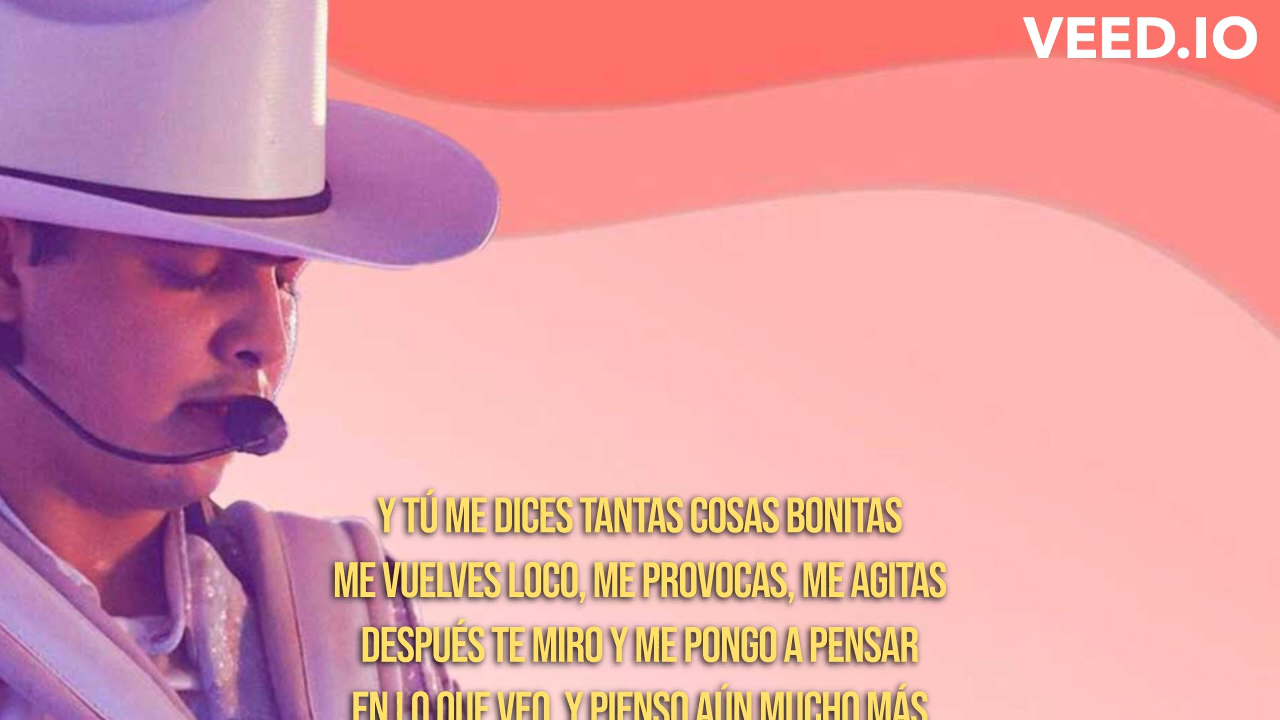 VEED.IO
Y TÚ ME DICES TANTAS COSAS BONITAS
ME VUELVES LOCO, ME PROVOCAS, ME AGITAS
DESPUÉS TE MIRO Y ME PONGO A PENSAR
EN LO QUE VEO, Y PIENSO AÚN MUCHO MÁS